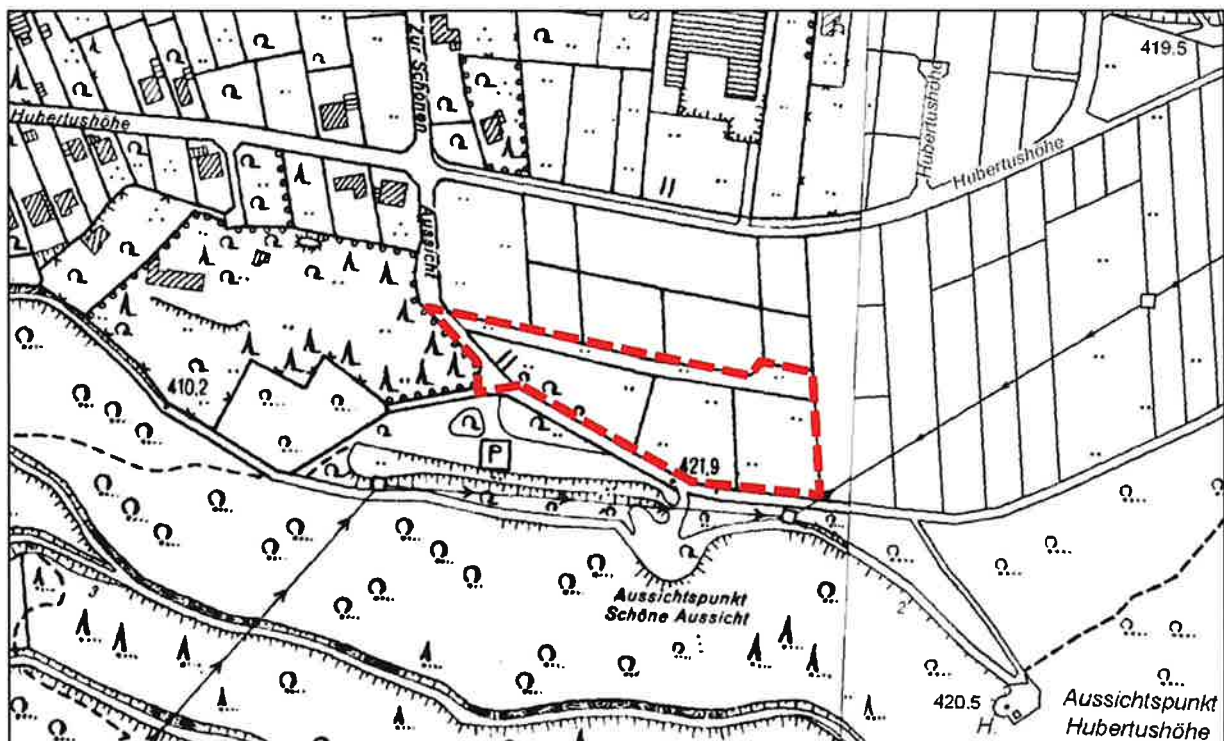 419.5
Zur Schönen
Hubertushöhe
Hubertushöhe
Hubertushöhe
Aussicht
410,2
P
421,9
Aussichtspunkt
Schöne Aussicht
3
2
420.5
H.
Aussichtspunkt
Hubertushöhe